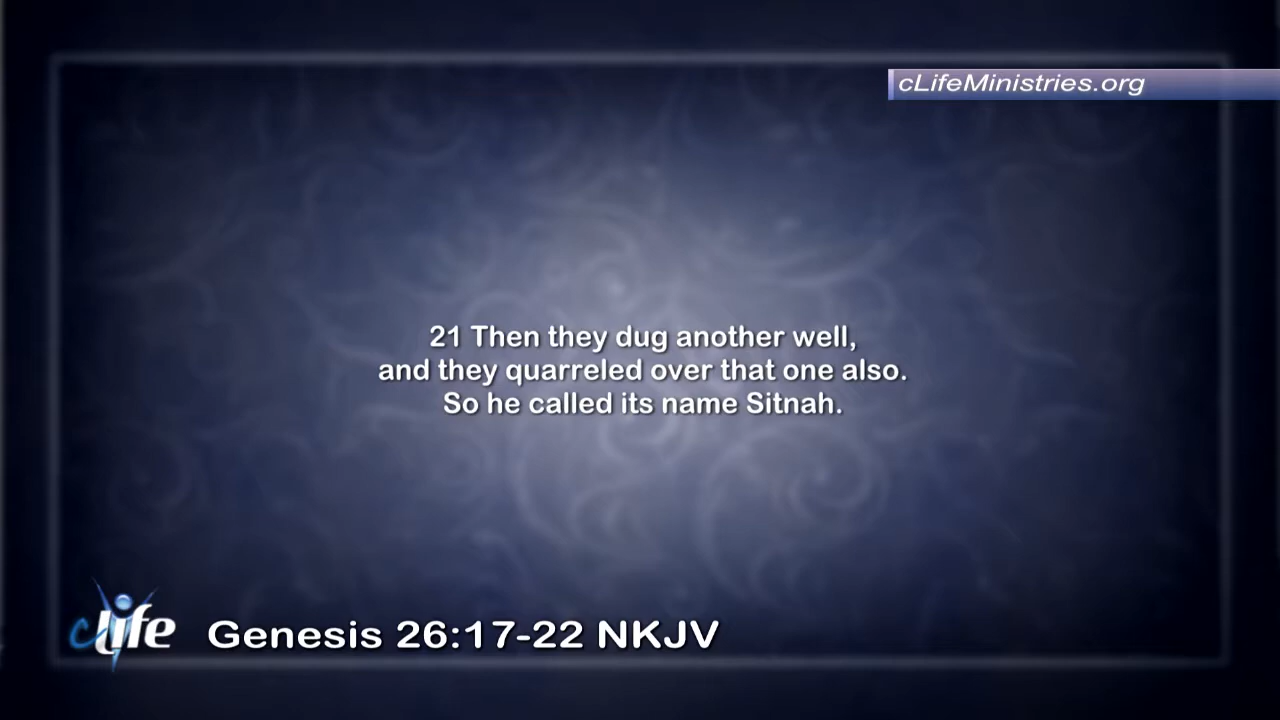 cLifeMinistries.org
21 Then they dug another well,
and they quarreled over that one also.
So he called its name Sitnah.
cLife
Genesis 26:17-22 NKJV